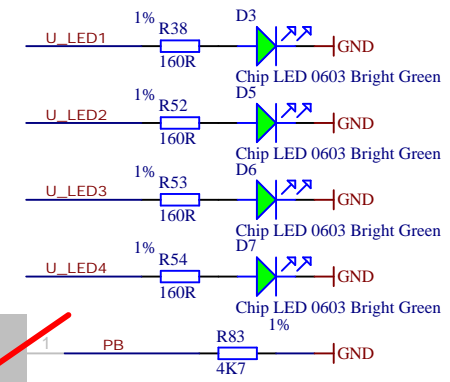 1% D3
U_LED1 R38 GND
160R
Chip LED 0603 Bright Green
1% D5
U_LED2 R52 GND
160R
Chip LED 0603 Bright Green
1% D6
U_LED3 R53 GND
160R
Chip LED 0603 Bright Green
1% D7
U_LED4 R54 GND
160R
Chip LED 0603 Bright Green
1%
1 PB R83 GND
4K7